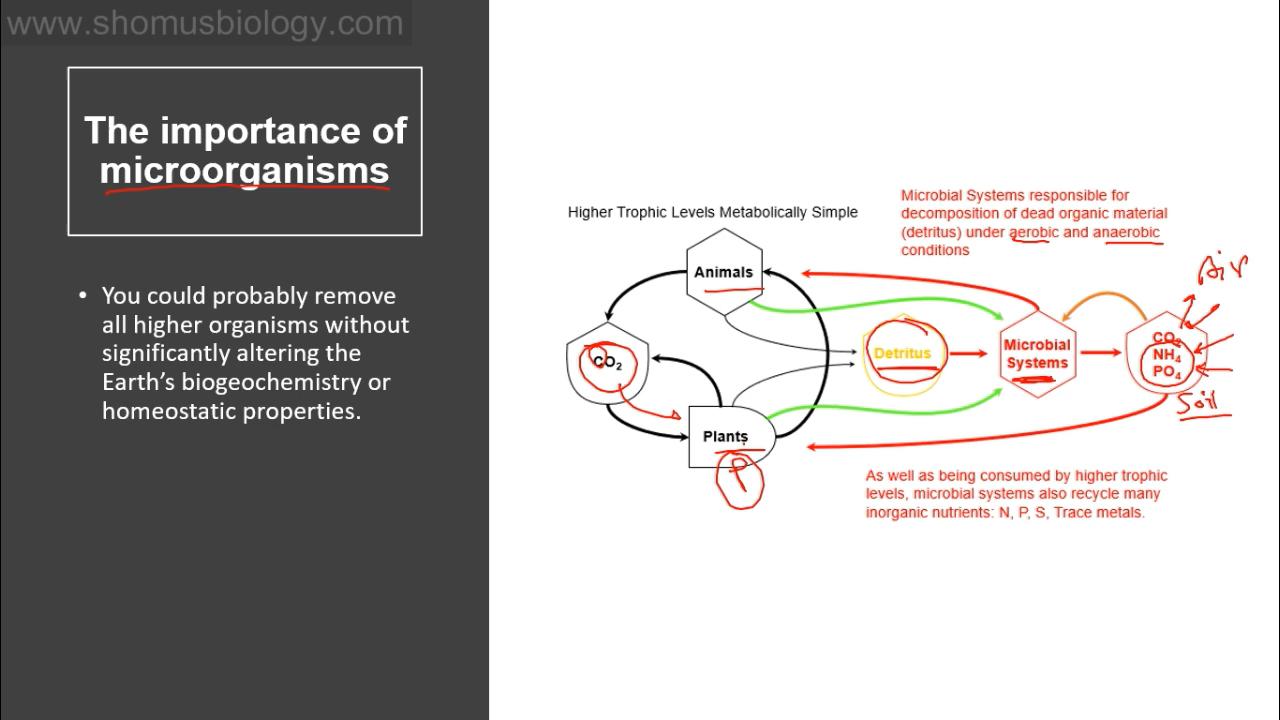 www.shomusbiology.com
The importance of
microorganisms
• You could probably remove
all higher organisms without
significantly altering the
Earth’s biogeochemistry or
homeostatic properties.
Higher Trophic Levels Metabolically Simple
Microbial Systems responsible for
decomposition of dead organic material
(detritus) under aerobic and anaerobic
conditions
Air
Animals
CO2
Detritus
Microbial
Systems
CO2
NH4
PO4
Soil
Plants
P
As well as being consumed by higher trophic
levels, microbial systems also recycle many
inorganic nutrients: N, P, S, Trace metals.